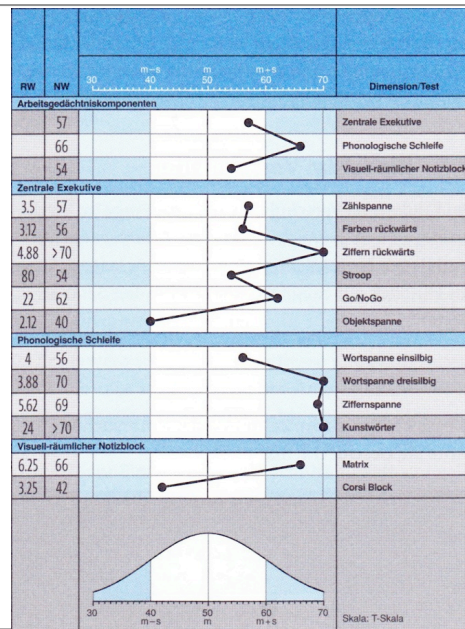 m–s m m+s
RW NW 30 40 50 60 70 Dimension/Test
Arbeitsgedächtniskomponenten
57 Zentrale Exekutive
66 Phonologische Schleife
54 Visuell-räumlicher Notizblock
Zentrale Exekutive
3.5 57 Zählspanne
3.12 56 Farben rückwärts
4.88 >70 Ziffern rückwärts
80 54 Stroop
22 62 Go/NoGo
2.12 40 Objektspanne
Phonologische Schleife
4 56 Wortspanne einsilbig
3.88 70 Wortspanne dreisilbig
5.62 69 Ziffernspanne
24 >70 Kunstwörter
Visuell-räumlicher Notizblock
6.25 66 Matrix
3.25 42 Corsi Block
30 40 50 60 70
m–s m m+s Skala: T-Skala